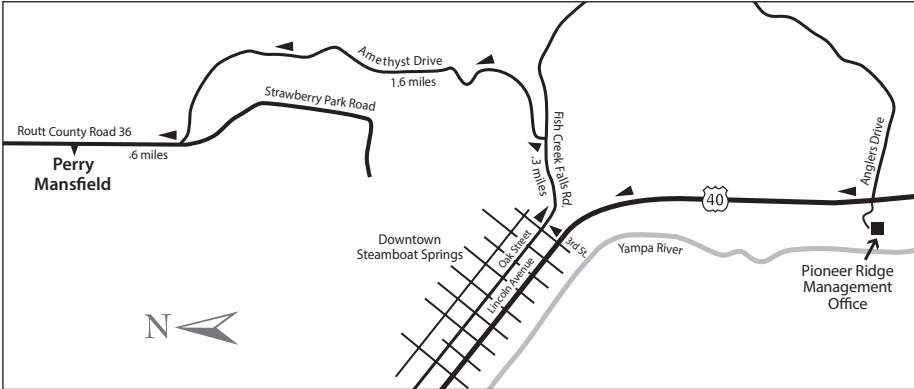 Amethyst Drive
1.6 miles
Strawberry Park Road
Routt County Road 36
.6 miles
Perry
Mansfield
Fish Creek Falls Rd.
.3 miles
Anglers Drive
40
3rd St.
Oak Street
Lincoln Avenue
Downtown
Steamboat Springs
Yampa River
Pioneer Ridge
Management
Office
N